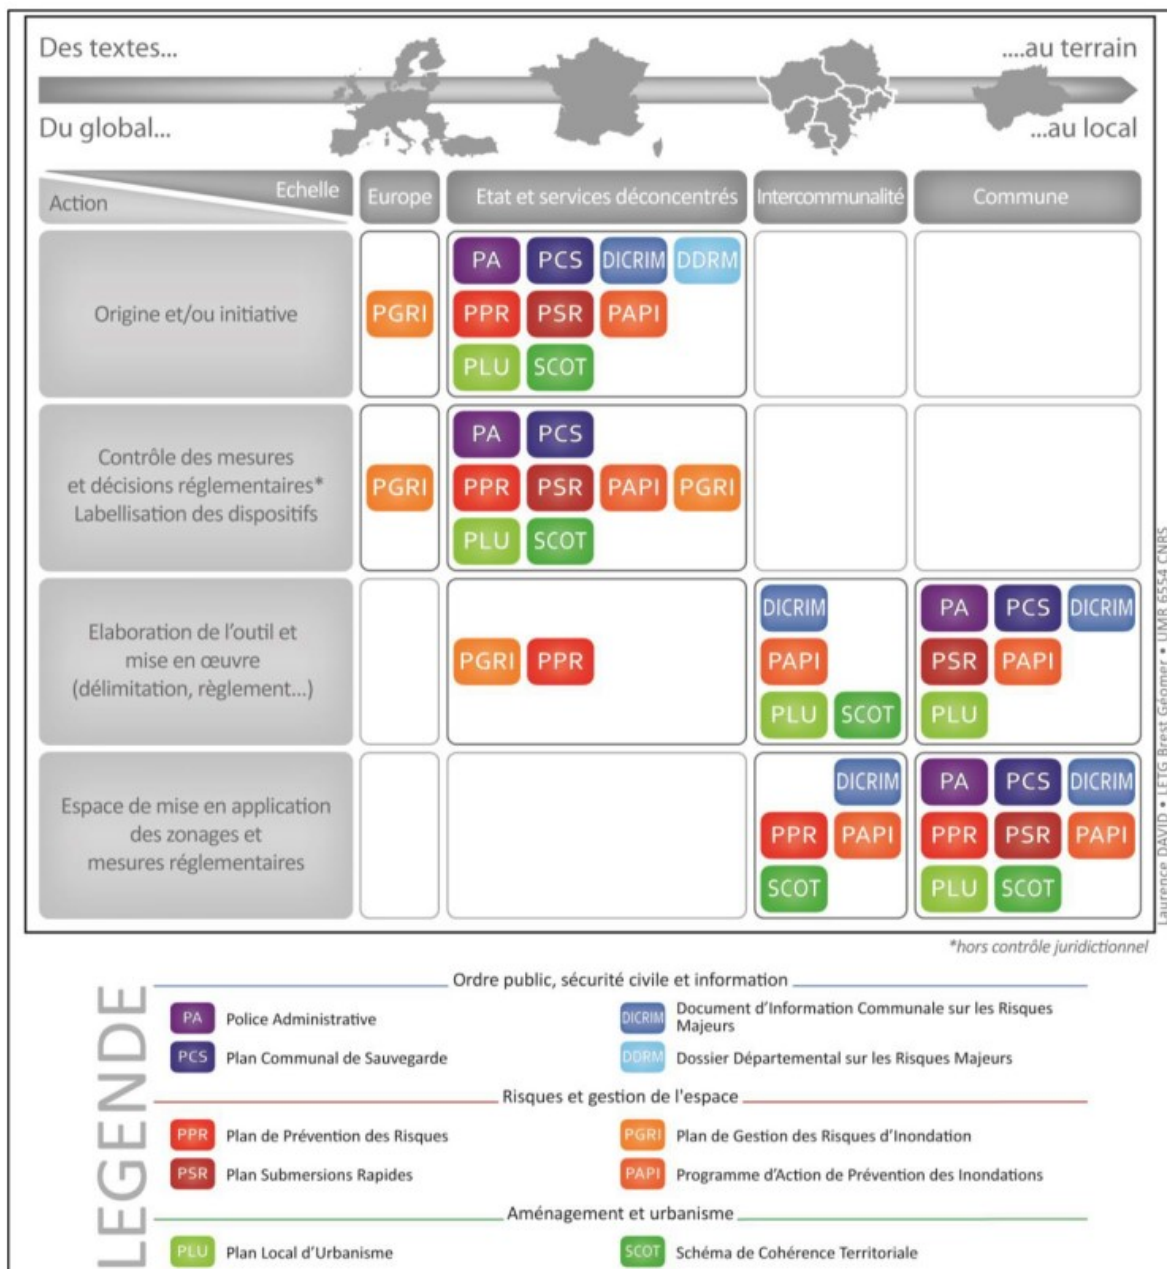 Des textes...
....au terrain
Du global...
...au local
Echelle
Action
Europe
Etat et services déconcentrés
Intercommunalité
Commune
Origine et/ou initiative
PGRI
PA PCS DICRIM DDRM
PPR PSR PAPI
PLU SCOT
Contrôle des mesures
et décisions réglementaires*
Labellisation des dispositifs
PGRI
PA PCS
PPR PSR PAPI PGRI
PLU SCOT
Elaboration de l'outil et
mise en œuvre
(délimitation, règlement...)
PGRI PPR
DICRIM
PAPI
PLU SCOT
PA PCS DICRIM
PSR PAPI
PLU
Espace de mise en application
des zonages et
mesures réglementaires
DICRIM
PPR PAPI
SCOT
PA PCS DICRIM
PPR PSR PAPI
PLU SCOT
Laurence DAVID • LETG Brest Géomer • UMR 6554 CNRS
*hors contrôle juridictionnel
LEGENDE
Ordre public, sécurité civile et information
PA Police Administrative
DICRIM Document d'Information Communale sur les Risques
Majeurs
PCS Plan Communal de Sauvegarde
DDRM Dossier Départemental sur les Risques Majeurs
Risques et gestion de l'espace
PPR Plan de Prévention des Risques
PGRI Plan de Gestion des Risques d'Inondation
PSR Plan Submersions Rapides
PAPI Programme d'Action de Prévention des Inondations
Aménagement et urbanisme
PLU Plan Local d'Urbanisme
SCOT Schéma de Cohérence Territoriale